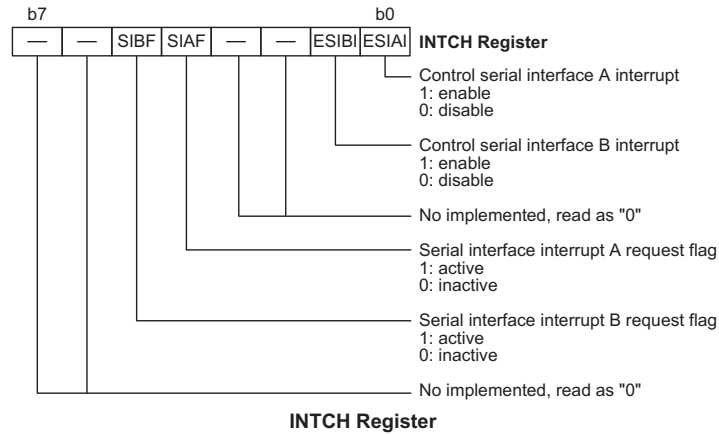 b7 b0
— — SIBF SIAF — — ESIBI ESIAI INTCH Register
Control serial interface A interrupt
1: enable
0: disable
Control serial interface B interrupt
1: enable
0: disable
No implemented, read as "0"
Serial interface interrupt A request flag
1: active
0: inactive
Serial interface interrupt B request flag
1: active
0: inactive
No implemented, read as "0"
INTCH Register